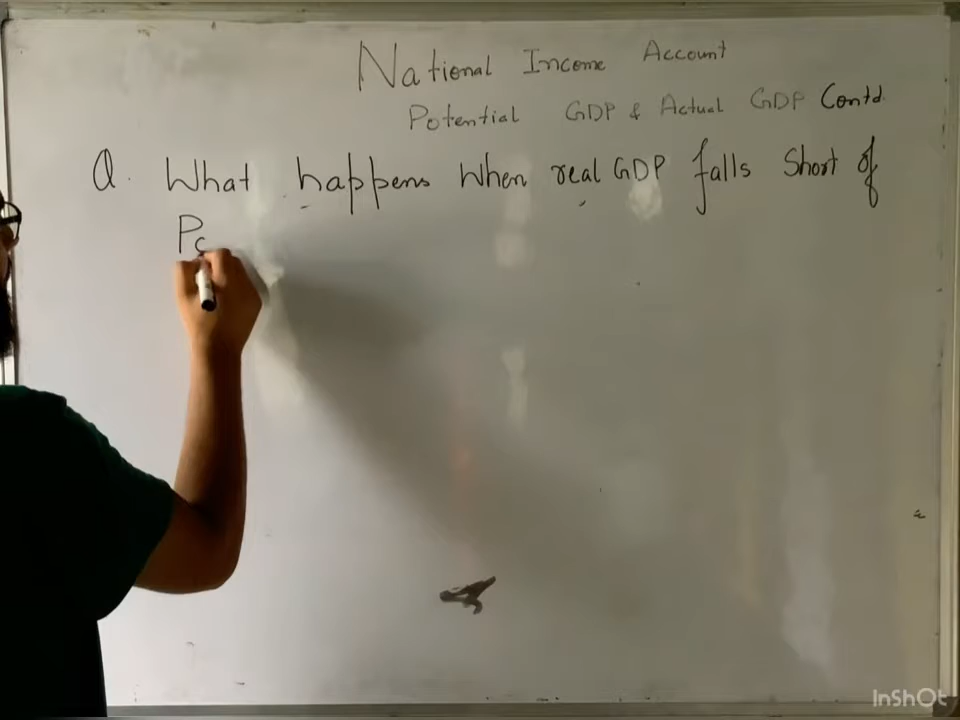 National Income Account
Potential GDP & Actual GDP Contd.
Q. What happens when real GDP falls short of
Po
InShOt